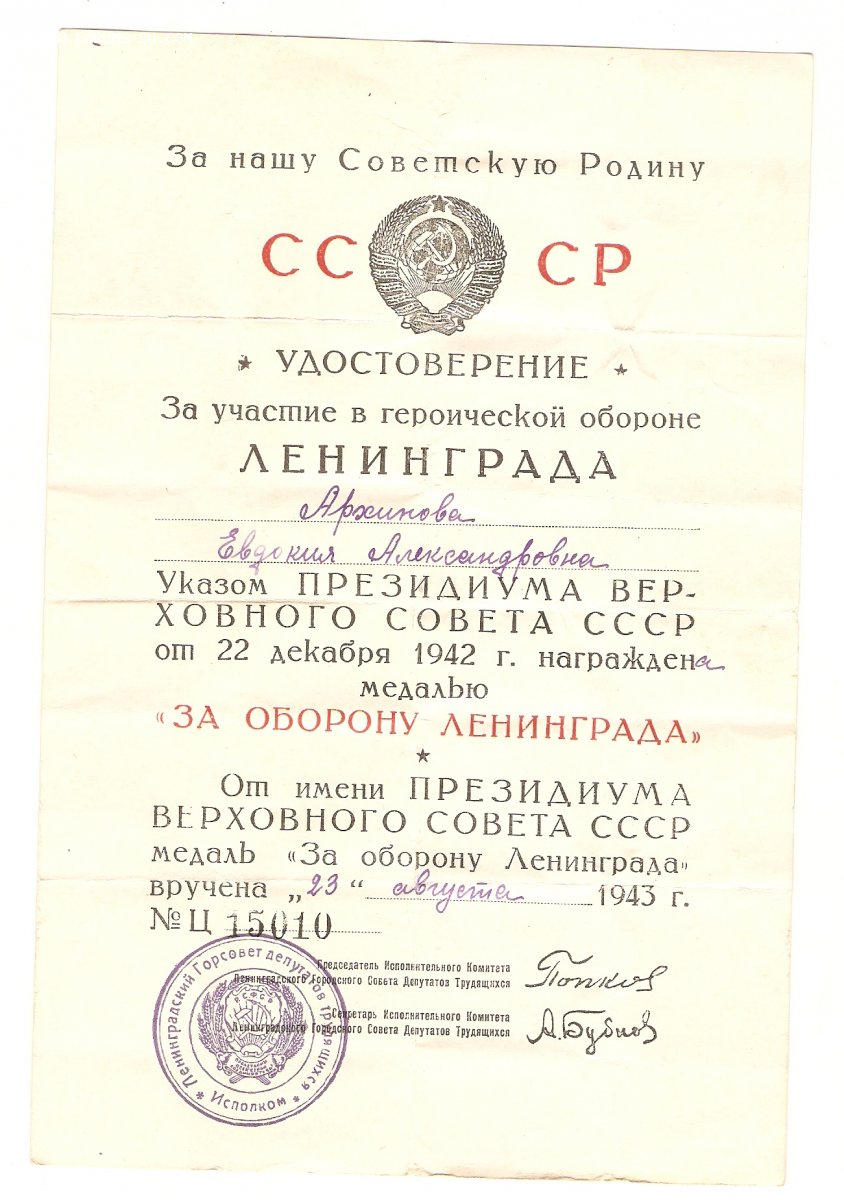 За нашу Советскую Родину
СС СР
* УДОСТОВЕРЕНИЕ *
За участие в героической обороне
ЛЕНИНГРАДА
Архипова
Евдокия Александровна
Указом ПРЕЗИДИУМА ВЕР-
ХОВНОГО СОВЕТА СССР
от 22 декабря 1942 г. награждена
медалью
«ЗА ОБОРОНУ ЛЕНИНГРАДА»
*
От имени ПРЕЗИДИУМА
ВЕРХОВНОГО СОВЕТА СССР
медаль «За оборону Ленинграда»
вручена „23“ августа 1943 г.
№ Ц 15010
Председатель Исполнительного Комитета
Ленинградского Городского Совета Депутатов Трудящихся
Попков
Секретарь Исполнительного Комитета
Ленинградского Городского Совета Депутатов Трудящихся
А. Бубнов
Ленинградский Горсовет депутатов трудящихся
* Исполком *
РСФСР